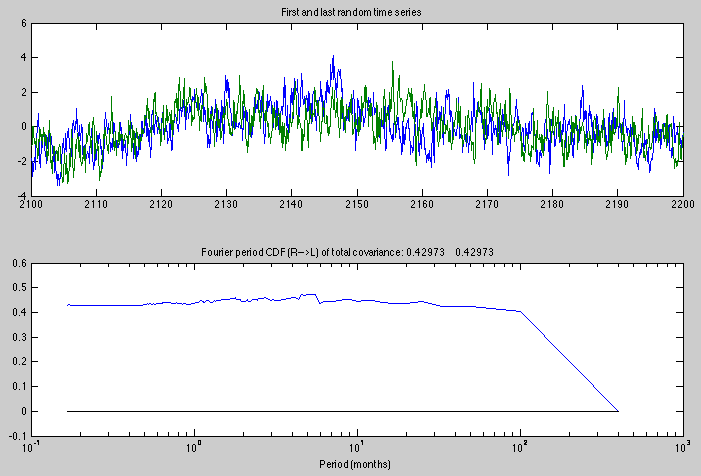 First and last random time series
6
4
2
0
-2
-4
2100 2110 2120 2130 2140 2150 2160 2170 2180 2190 2200
Fourier period CDF (R->L) of total covariance: 0.42973 0.42973
0.6
0.5
0.4
0.3
0.2
0.1
0
-0.1
10^-1 10^0 10^1 10^2 10^3
Period (months)